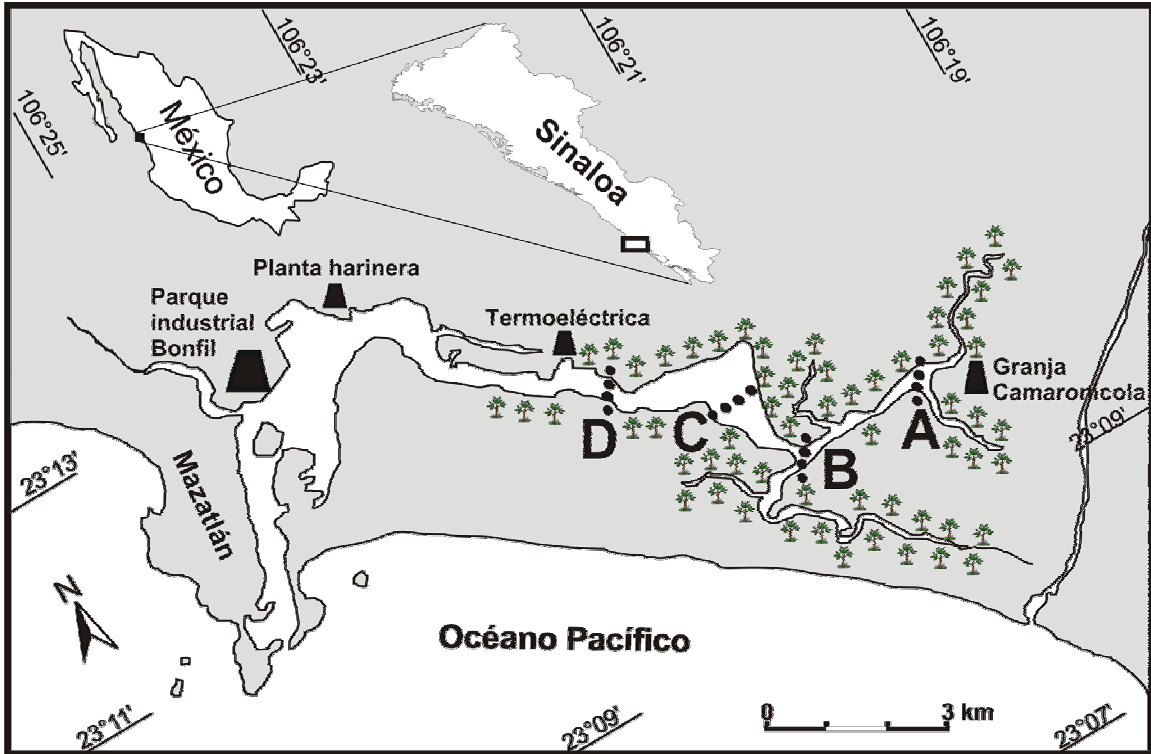 106°25'
106°23'
106°21'
106°19'
México
Sinaloa
Planta harinera
Parque
industrial
Bonfil
Termoeléctrica
Granja
Camaronícola
23°09'
A
B
C
D
23°13'
Mazatlán
N
Océano Pacífico
0
3 km
23°11'
23°09'
23°07'